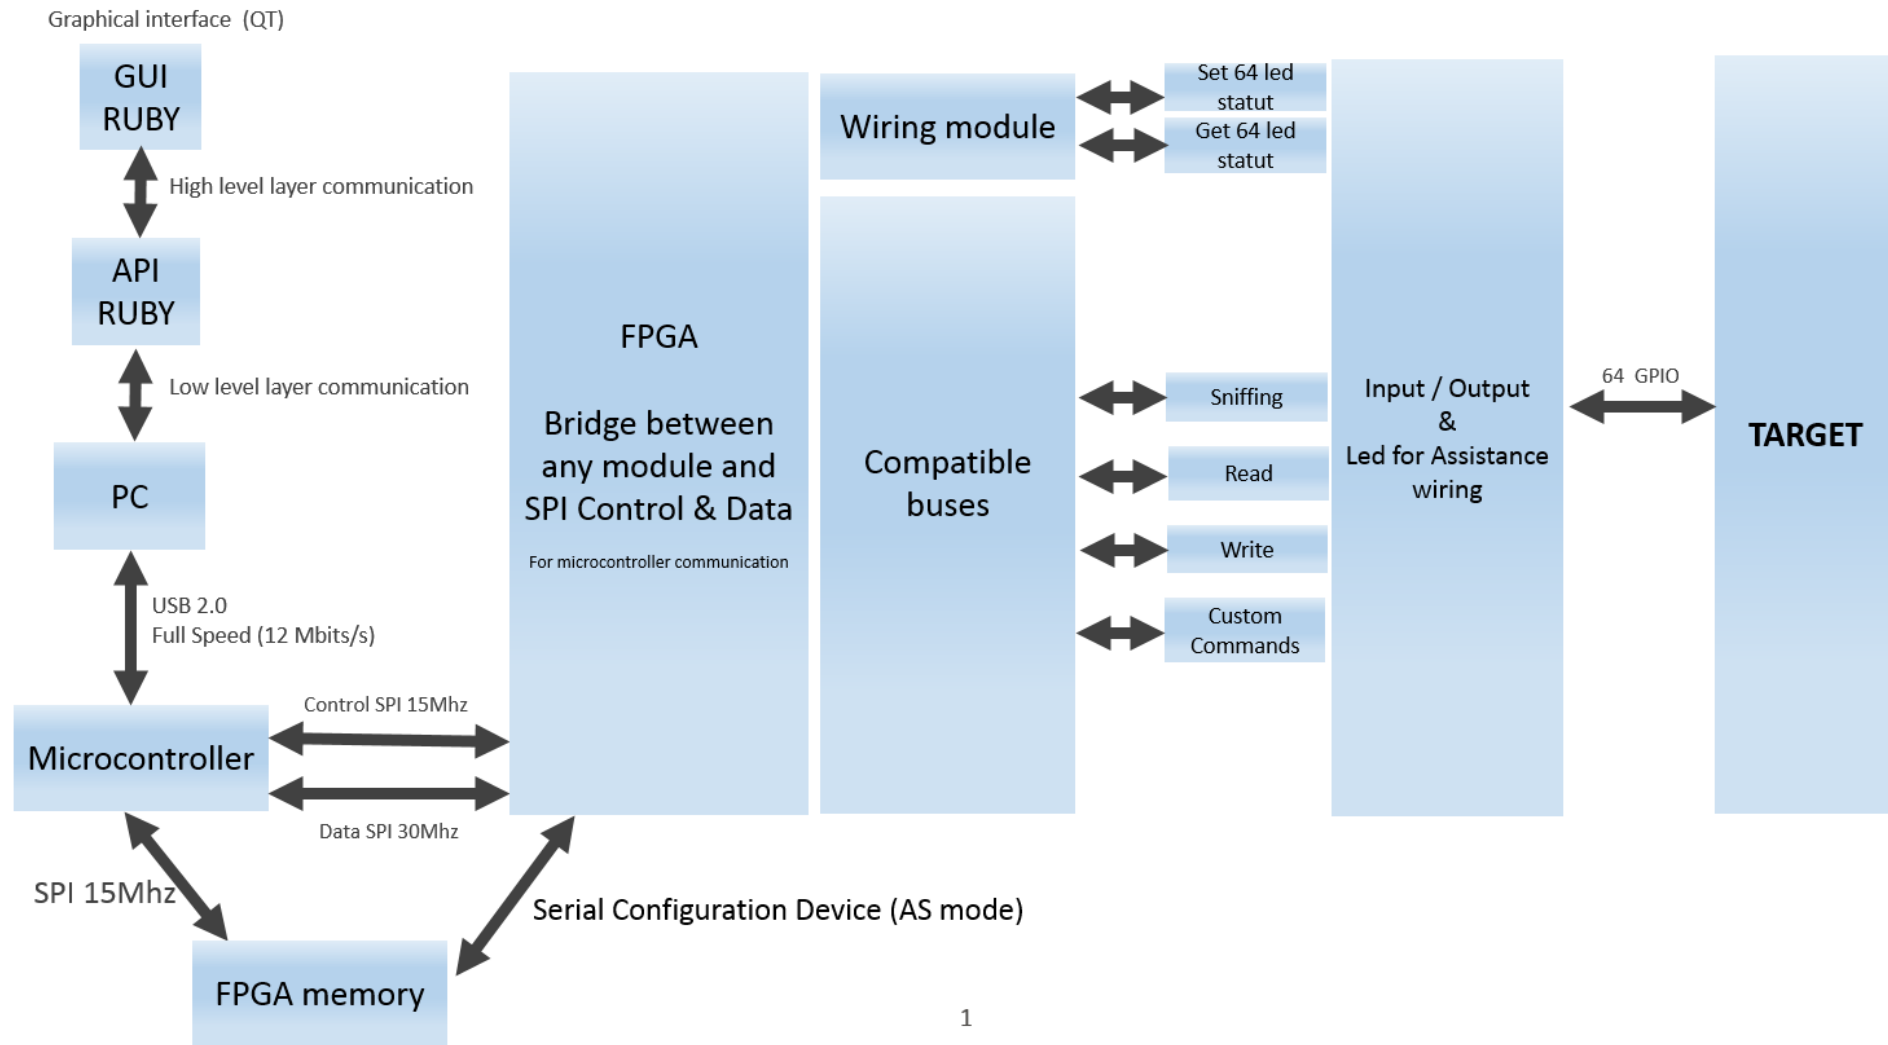 Graphical interface (QT)
GUI
RUBY
High level layer communication
API
RUBY
Low level layer communication
PC
USB 2.0
Full Speed (12 Mbits/s)
Microcontroller
Control SPI 15Mhz
Data SPI 30Mhz
SPI 15Mhz
FPGA memory
Serial Configuration Device (AS mode)
FPGA
Bridge between
any module and
SPI Control & Data
For microcontroller communication
Wiring module
Set 64 led
statut
Get 64 led
statut
Compatible
buses
Sniffing
Read
Write
Custom
Commands
Input / Output
&
Led for Assistance
wiring
64 GPIO
TARGET
1